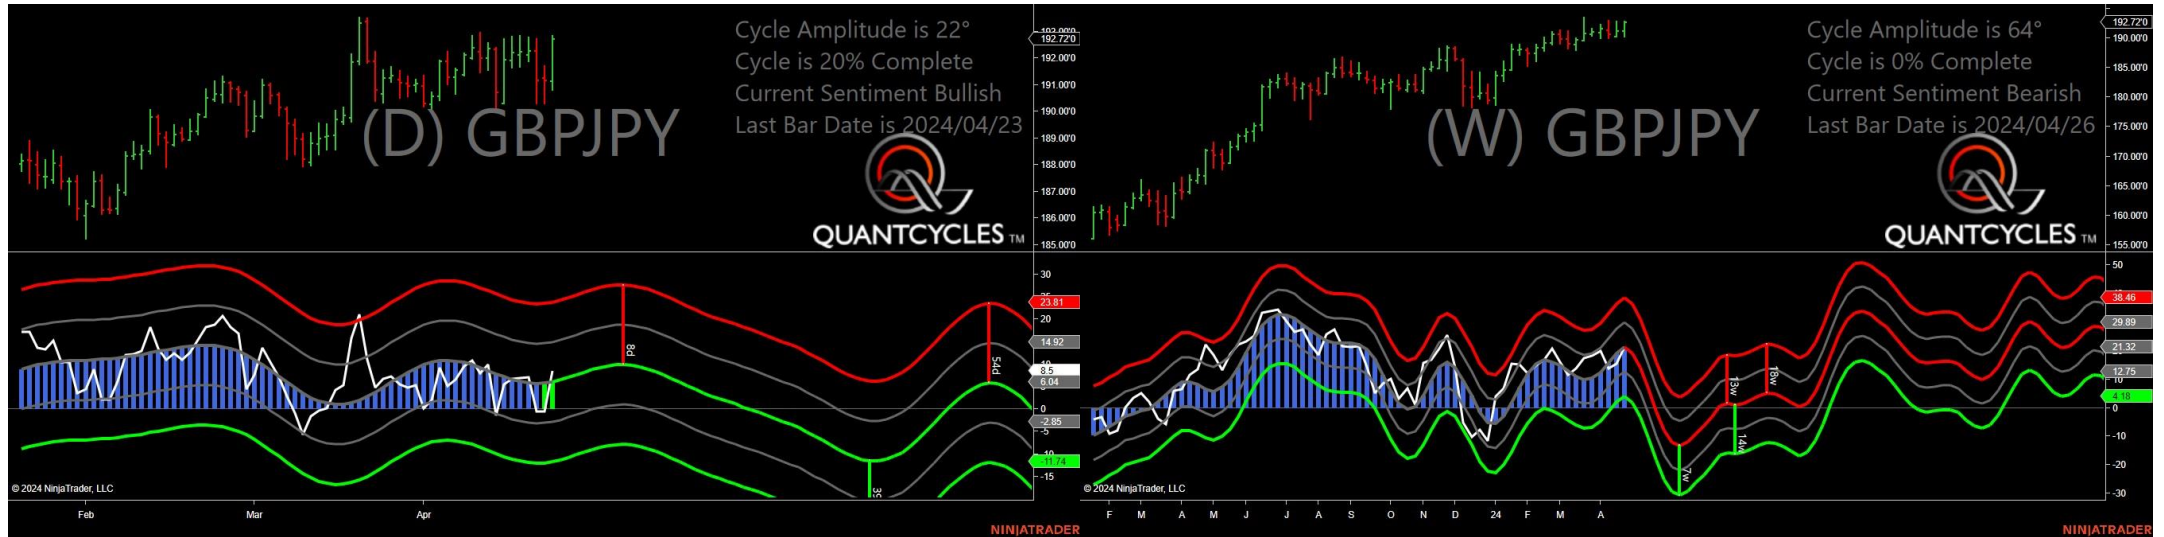 Cycle Amplitude is 22°
Cycle is 20% Complete
Current Sentiment Bullish
Last Bar Date is 2024/04/23
(D) GBPJPY
QUANTCYCLES TM
192.72'0
192.00'0
191.00'0
190.00'0
189.00'0
188.00'0
187.00'0
186.00'0
185.00'0
30
23.81
20
14.92
8.5
6.04
0
-2.85
-5
-11.74
-15
8d
54d
© 2024 NinjaTrader, LLC
Feb Mar Apr
NINJATRADER
Cycle Amplitude is 64°
Cycle is 0% Complete
Current Sentiment Bearish
Last Bar Date is 2024/04/26
(W) GBPJPY
QUANTCYCLES TM
192.72'0
190.00'0
185.00'0
180.00'0
175.00'0
170.00'0
165.00'0
160.00'0
155.00'0
50
38.46
29.89
21.32
12.75
10
4.18
0
-10
-20
-30
7w
13w
14w
18w
© 2024 NinjaTrader, LLC
F M A M J J A S O N D 24 F M A
NINJATRADER